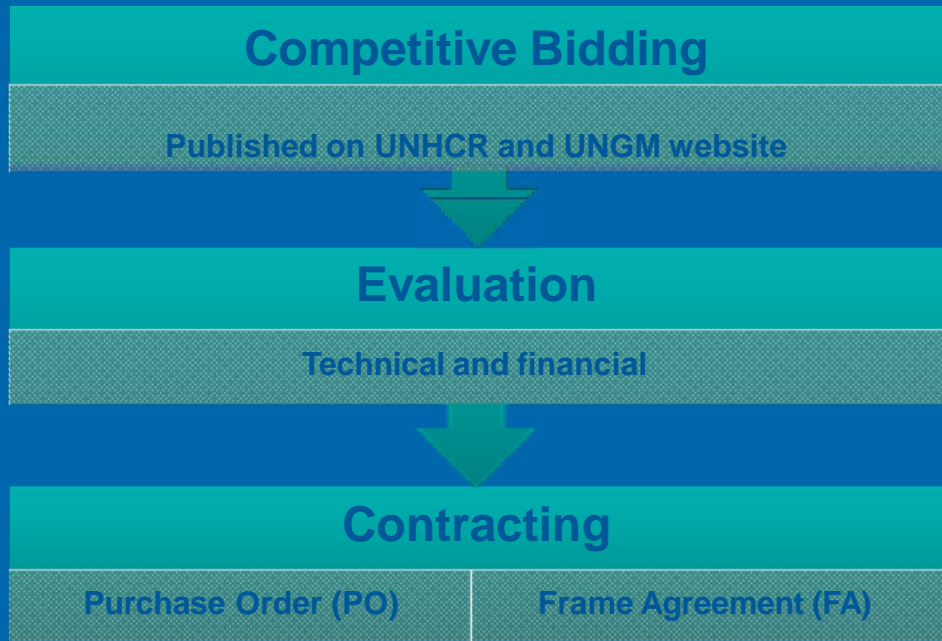 Competitive Bidding
Published on UNHCR and UNGM website
Evaluation
Technical and financial
Contracting
Purchase Order (PO)
Frame Agreement (FA)